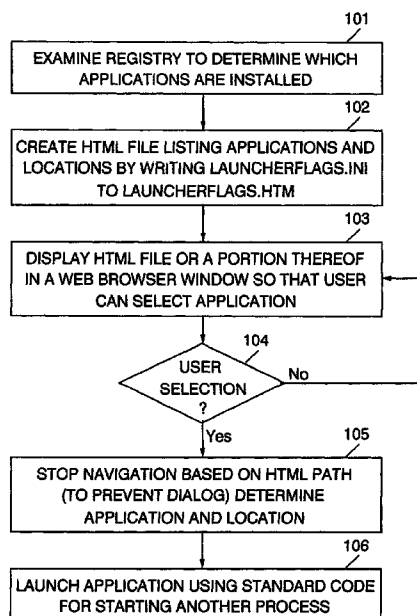 101
EXAMINE REGISTRY TO DETERMINE WHICH
APPLICATIONS ARE INSTALLED
102
CREATE HTML FILE LISTING APPLICATIONS AND
LOCATIONS BY WRITING LAUNCHERFLAGS.INI
TO LAUNCHERFLAGS.HTM
103
DISPLAY HTML FILE OR A PORTION THEREOF
IN A WEB BROWSER WINDOW SO THAT USER
CAN SELECT APPLICATION
104
USER
SELECTION
?
No
Yes
105
STOP NAVIGATION BASED ON HTML PATH
(TO PREVENT DIALOG) DETERMINE
APPLICATION AND LOCATION
106
LAUNCH APPLICATION USING STANDARD CODE
FOR STARTING ANOTHER PROCESS